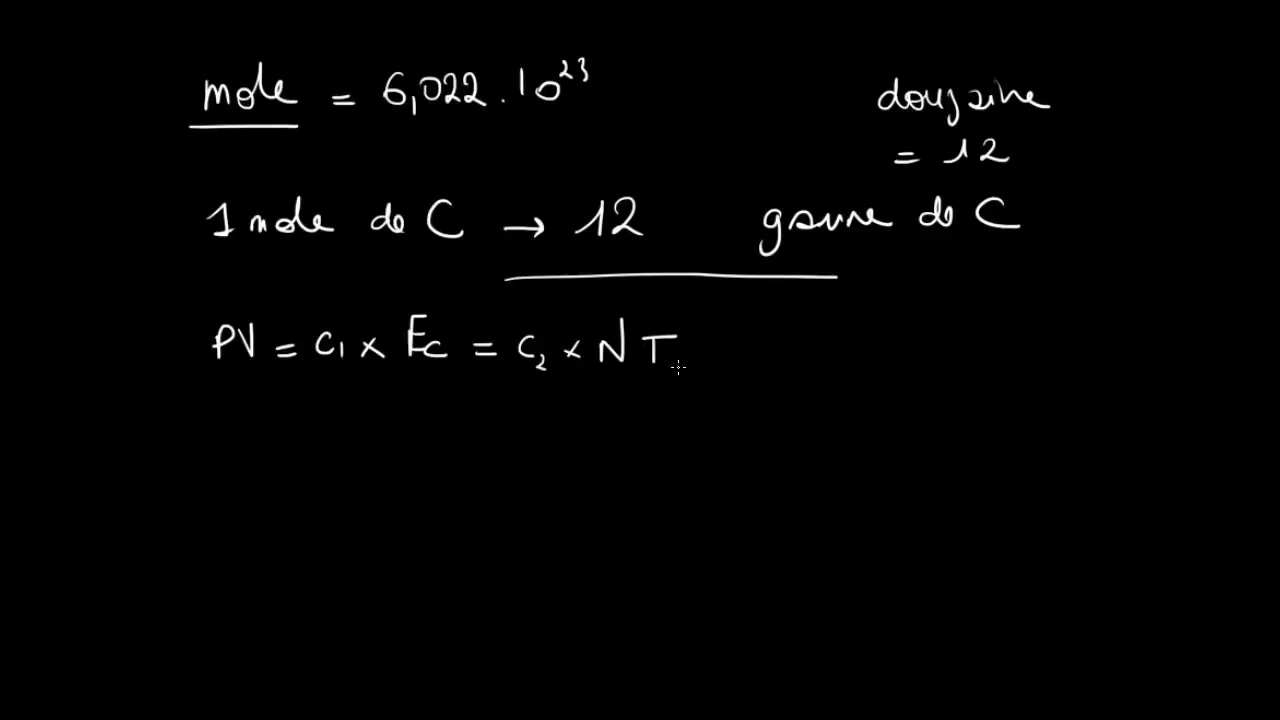 mole = 6,022.10²³
douzaine
= 12
1 mole de C → 12 gramme de C
PV = C₁ × Ec = C₂ × NT